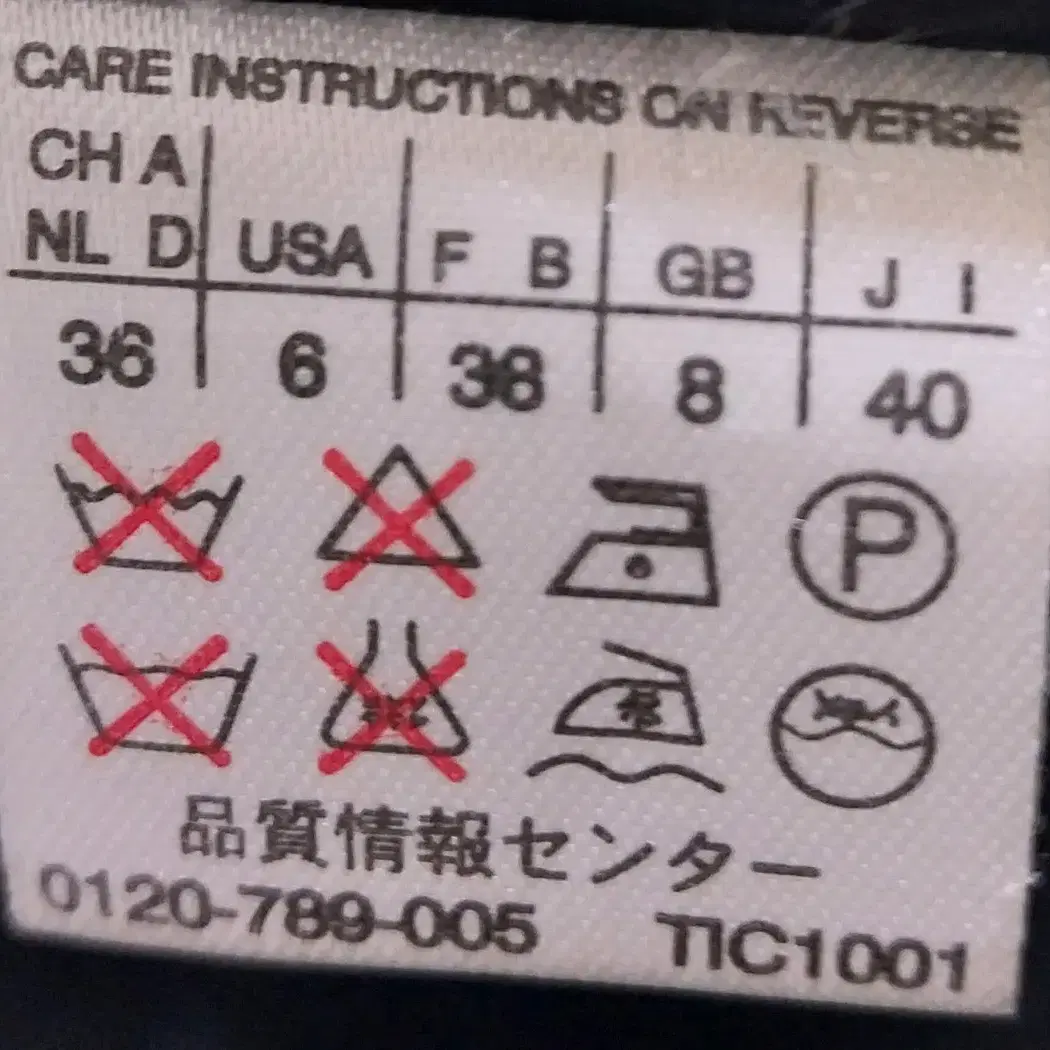 CARE INSTRUCTIONS ON REVERSE
CH A
NL D USA F B GB J I
36 6 38 8 40
P
品質情報センター
0120-789-005 TIC1001